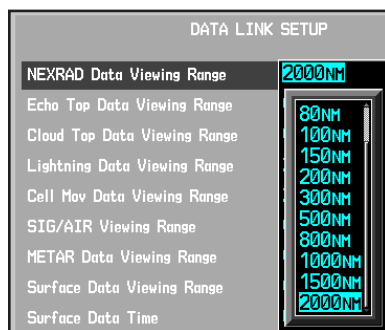 DATA LINK SETUP
NEXRAD Data Viewing Range 2000NM
Echo Top Data Viewing Range
Cloud Top Data Viewing Range
Lightning Data Viewing Range
Cell Mov Data Viewing Range
SIG/AIR Viewing Range
METAR Data Viewing Range
Surface Data Viewing Range
Surface Data Time
80NM
100NM
150NM
200NM
300NM
500NM
800NM
1000NM
1500NM
2000NM